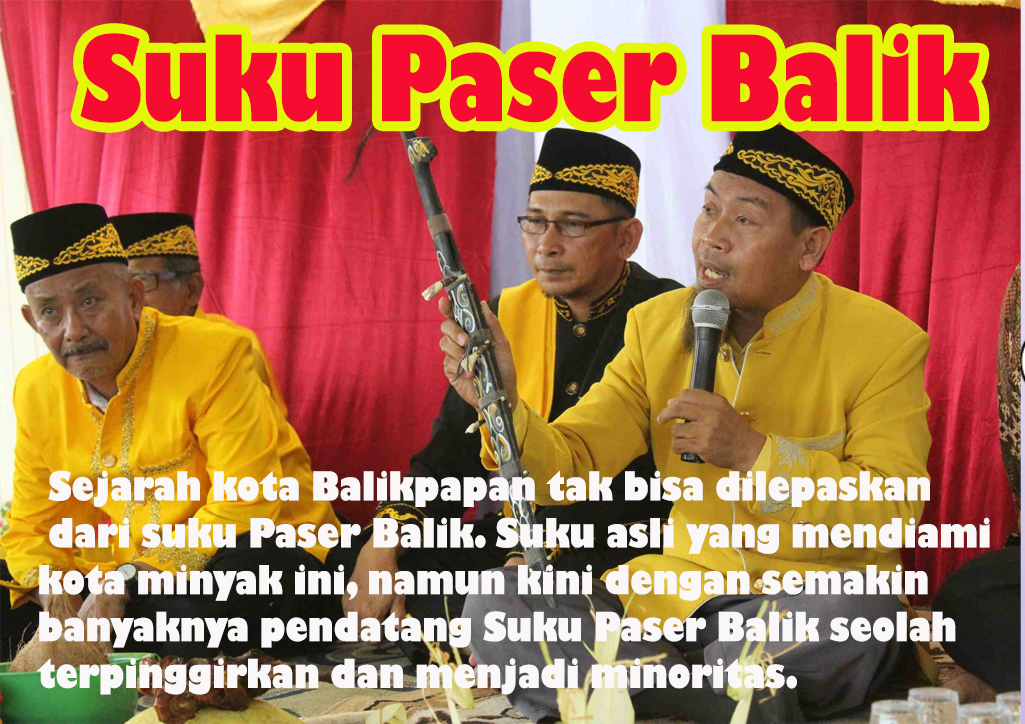 Suku Paser Balik
Sejarah kota Balikpapan tak bisa dilepaskan
dari suku Paser Balik. Suku asli yang mendiami
kota minyak ini, namun kini dengan semakin
banyaknya pendatang Suku Paser Balik seolah
terpinggirkan dan menjadi minoritas.